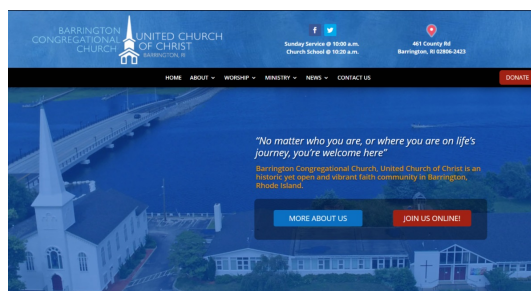 BARRINGTON
CONGREGATIONAL
CHURCH
UNITED CHURCH
OF CHRIST
BARRINGTON, RI
Sunday Service @ 10:00 a.m.
Church School @ 10:20 a.m.
461 County Rd
Barrington, RI 02806-2423
HOME ABOUT WORSHIP MINISTRY NEWS CONTACT US DONATE
“No matter who you are, or where you are on life’s
journey, you’re welcome here”
Barrington Congregational Church, United Church of Christ is an
historic yet open and vibrant faith community in Barrington,
Rhode Island.
MORE ABOUT US JOIN US ONLINE!